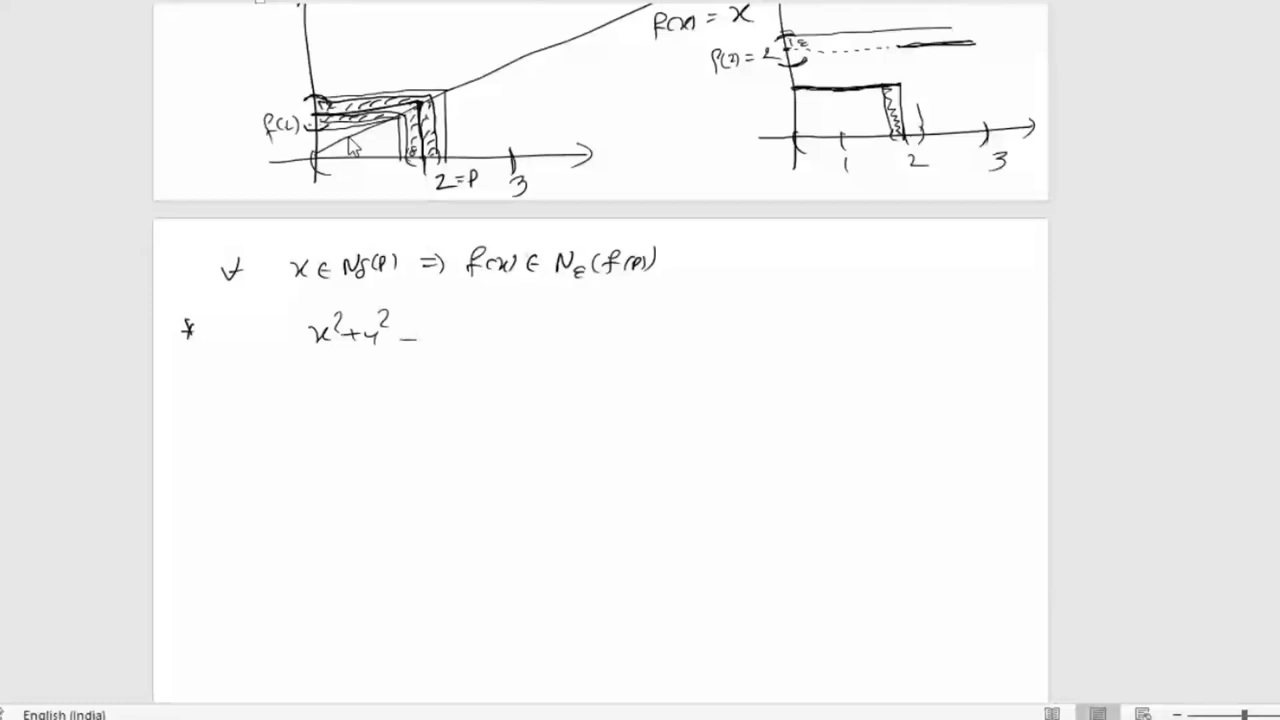 f(x) = x
f(2) = 2
ε
f(2)
δ
2=P
3
1
2
3
∀ x ∈ Nδ(P) ⇒ f(x) ∈ Nε(f(P))
* x²+y² =
English (India)